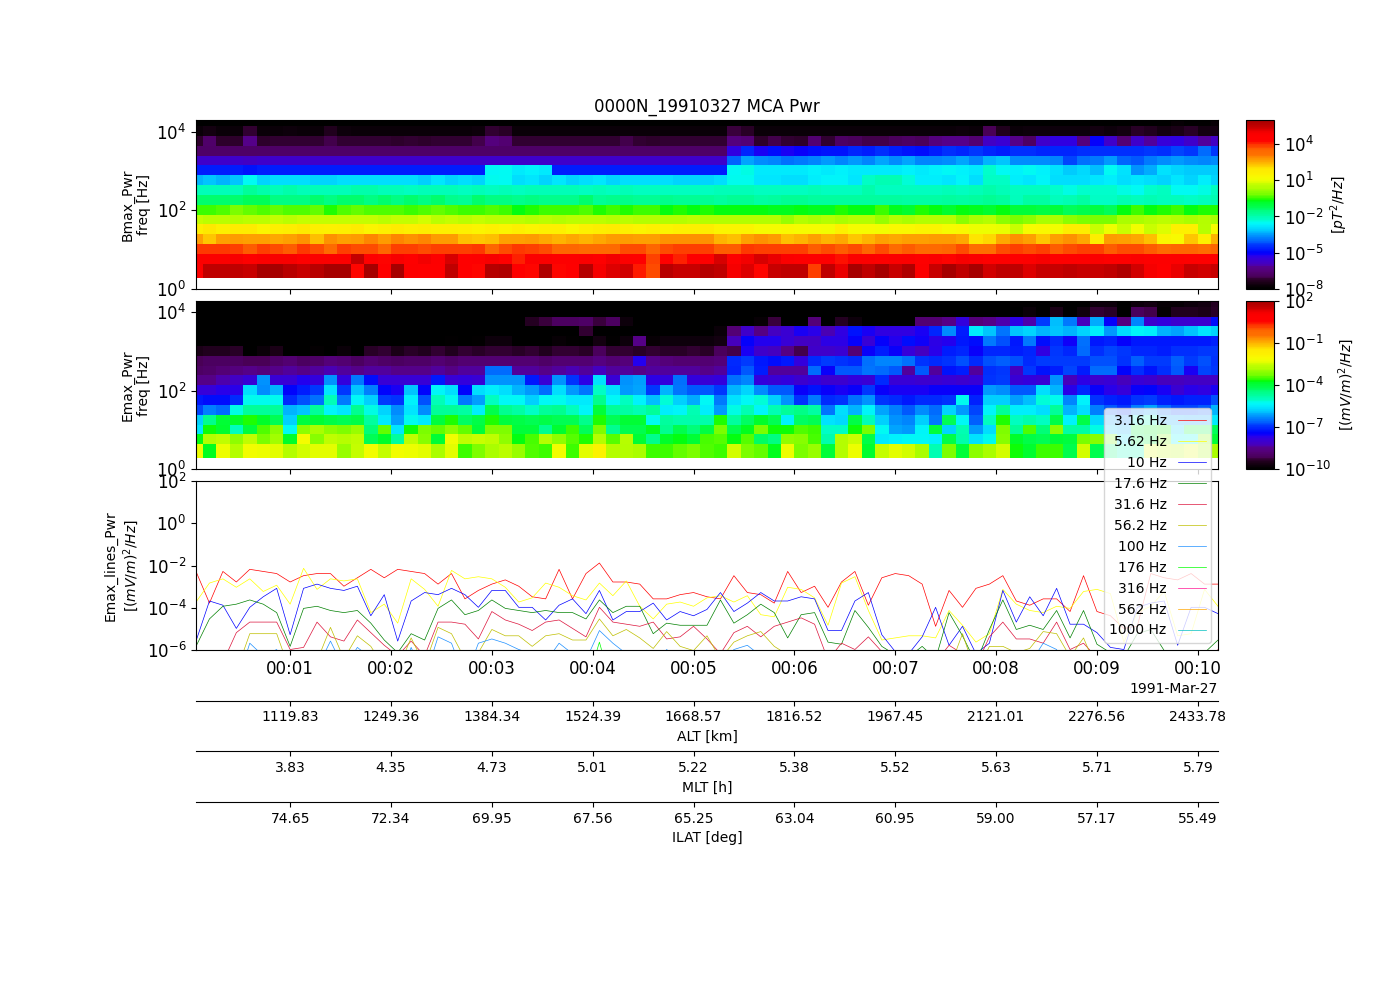 0000N_19910327 MCA Pwr
10^4
10^2
10^0
Bmax_Pwr
freq [Hz]
10^4
10^1
10^-2
10^-5
10^-8
[pT^2/Hz]
10^4
10^2
10^0
Emax_Pwr
freq [Hz]
10^2
10^-1
10^-4
10^-7
10^-10
[(mV/m)^2/Hz]
3.16 Hz
5.62 Hz
10 Hz
17.6 Hz
31.6 Hz
56.2 Hz
100 Hz
176 Hz
316 Hz
562 Hz
1000 Hz
10^2
10^0
10^-2
10^-4
10^-6
Emax_lines_Pwr
[(mV/m)^2/Hz]
00:01 00:02 00:03 00:04 00:05 00:06 00:07 00:08 00:09 00:10
1991-Mar-27
1119.83 1249.36 1384.34 1524.39 1668.57 1816.52 1967.45 2121.01 2276.56 2433.78
ALT [km]
3.83 4.35 4.73 5.01 5.22 5.38 5.52 5.63 5.71 5.79
MLT [h]
74.65 72.34 69.95 67.56 65.25 63.04 60.95 59.00 57.17 55.49
ILAT [deg]